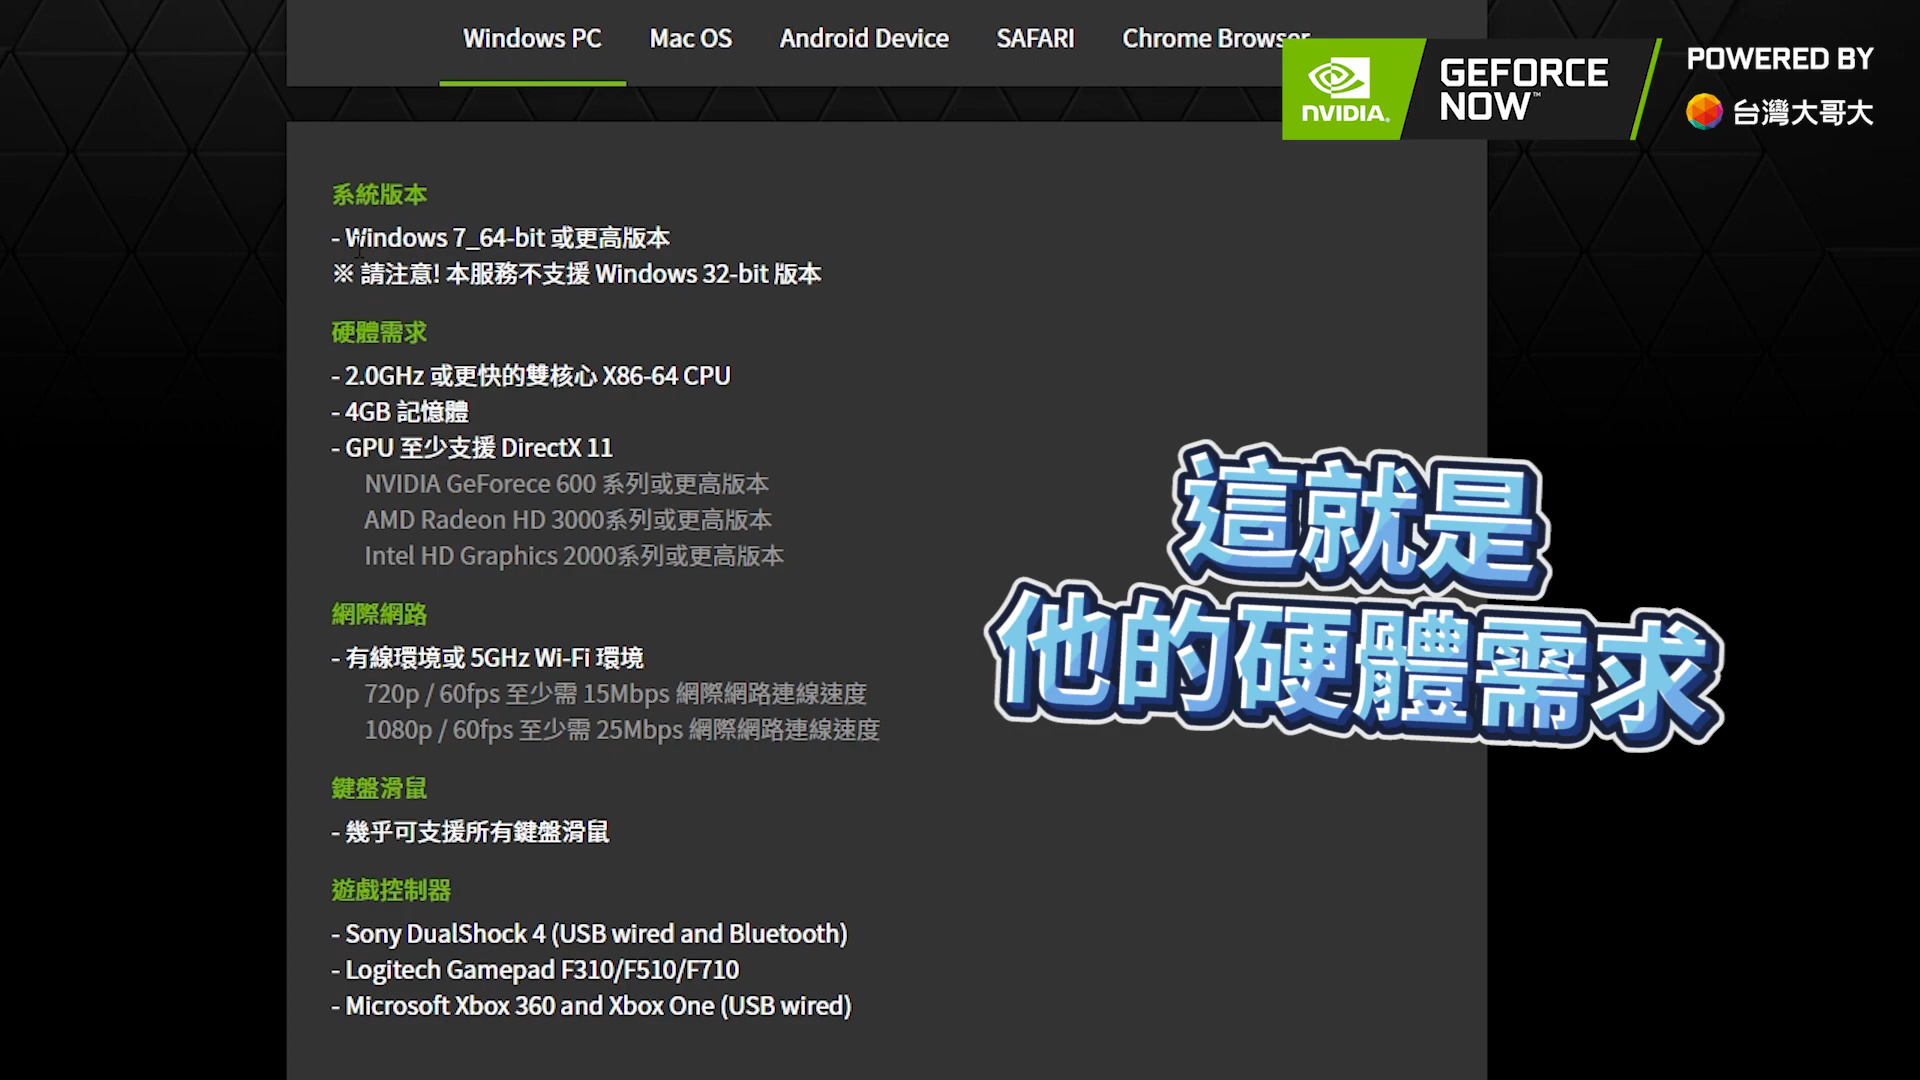 Windows PC
Mac OS
Android Device
SAFARI
Chrome Browser
NVIDIA.
GEFORCE
NOW™
POWERED BY
台灣大哥大
系統版本
- Windows 7_64-bit 或更高版本
※ 請注意! 本服務不支援 Windows 32-bit 版本
硬體需求
- 2.0GHz 或更快的雙核心 X86-64 CPU
- 4GB 記憶體
- GPU 至少支援 DirectX 11
NVIDIA GeForece 600 系列或更高版本
AMD Radeon HD 3000系列或更高版本
Intel HD Graphics 2000系列或更高版本
這就是
他的硬體需求
網際網路
- 有線環境或 5GHz Wi-Fi 環境
720p / 60fps 至少需 15Mbps 網際網路連線速度
1080p / 60fps 至少需 25Mbps 網際網路連線速度
鍵盤滑鼠
- 幾乎可支援所有鍵盤滑鼠
遊戲控制器
- Sony DualShock 4 (USB wired and Bluetooth)
- Logitech Gamepad F310/F510/F710
- Microsoft Xbox 360 and Xbox One (USB wired)